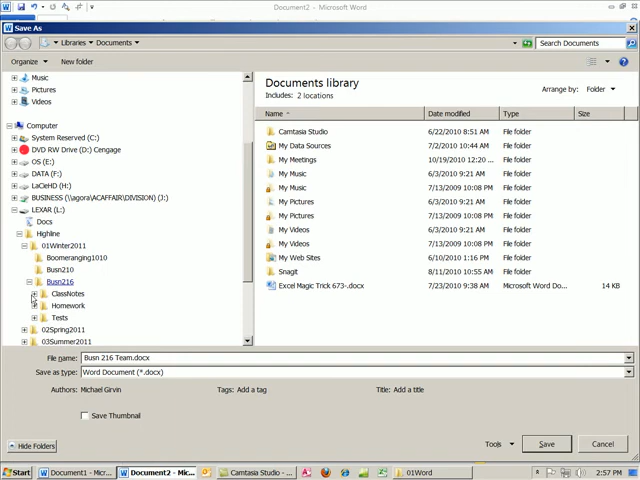 Document2 - Microsoft Word
Save As
Libraries
Documents
Search Documents
Organize
New folder
Music
Pictures
Videos
Computer
System Reserved (C:)
DVD RW Drive (D:) Cengage
OS (E:)
DATA (F:)
LaCieHD (H:)
BUSINESS (\\agora\ACAFFAIR\DIVISION) (J:)
LEXAR (L:)
Docs
Highline
01Winter2011
Boomeranging1010
Busn210
Busn216
ClassNotes
Homework
Tests
02Spring2011
03Summer2011
Documents library
Includes: 2 locations
Arrange by: Folder
Name Date modified Type Size
Camtasia Studio 6/22/2010 8:51 AM File folder
My Data Sources 7/2/2010 10:44 AM File folder
My Meetings 10/19/2010 12:20 ... File folder
My Music 6/3/2010 9:21 AM File folder
My Music 7/13/2009 10:08 PM File folder
My Pictures 6/3/2010 9:21 AM File folder
My Pictures 7/13/2009 10:08 PM File folder
My Videos 6/3/2010 9:21 AM File folder
My Videos 7/13/2009 10:08 PM File folder
My Web Sites 6/10/2010 1:16 PM File folder
Snagit 8/11/2010 10:55 AM File folder
Excel Magic Trick 673-.docx 7/23/2010 9:38 AM Microsoft Word Do... 14 KB
File name: Busn 216 Team.docx
Save as type: Word Document (*.docx)
Authors: Michael Girvin Tags: Add a tag Title: Add a title
Save Thumbnail
Hide Folders
Tools
Save
Cancel
Start
Document1 - Micr...
Document2 - Mic...
Camtasia Studio - ...
01Word
2:57 PM